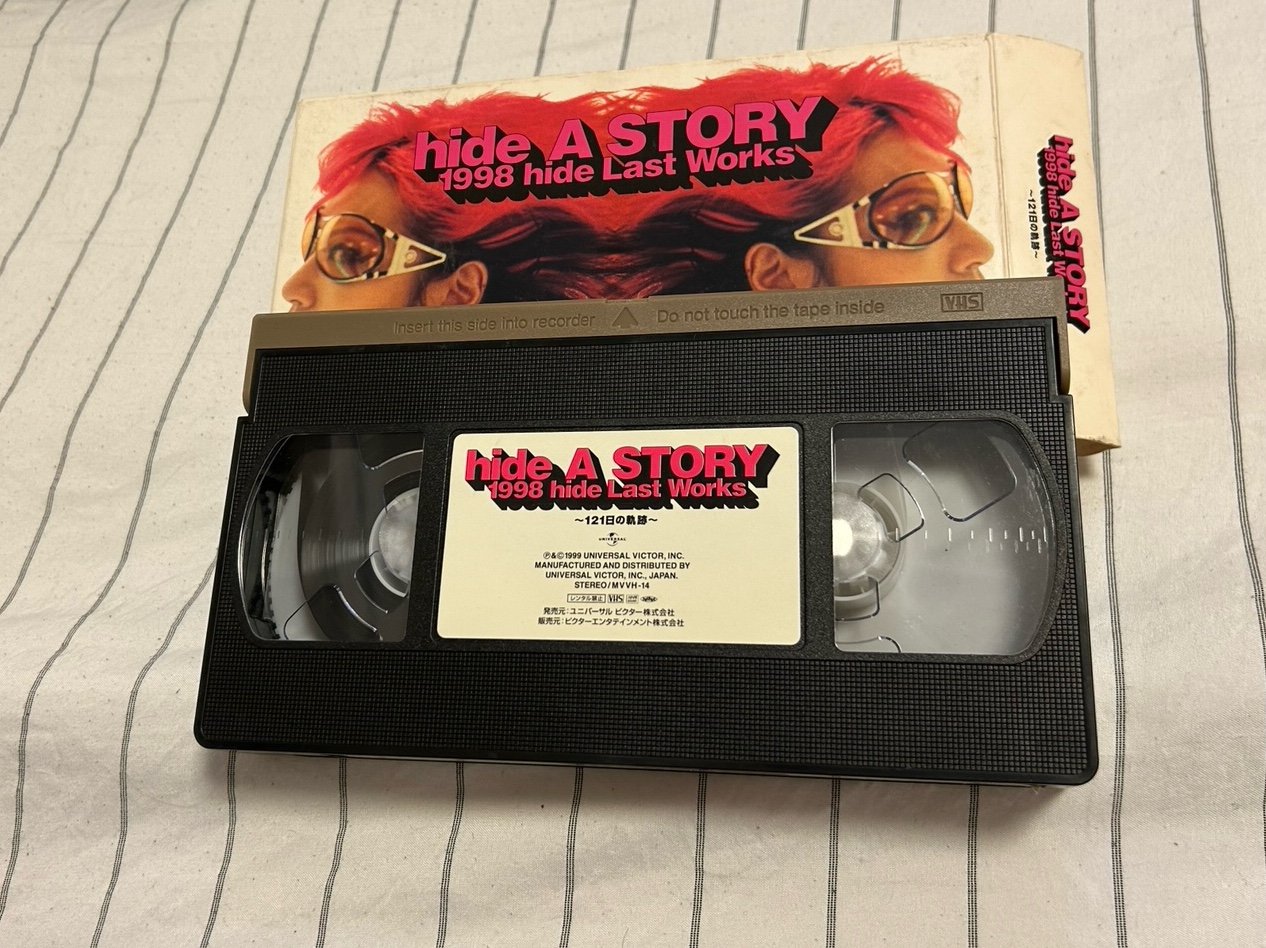 hide A STORY
1998 hide Last Works
hide A STORY
1998 hide Last Wo
～121日の軌跡～
Insert this side into recorder
Do not touch the tape inside
VHS
hide A STORY
1998 hide Last Works
～121日の軌跡～
UNIVERSAL
℗&©1999 UNIVERSAL VICTOR, INC.
MANUFACTURED AND DISTRIBUTED BY
UNIVERSAL VICTOR, INC., JAPAN.
STEREO/MVVH-14
レンタル禁止 VHS
発売元：ユニバーサル ビクター株式会社
販売元：ビクターエンタテインメント株式会社